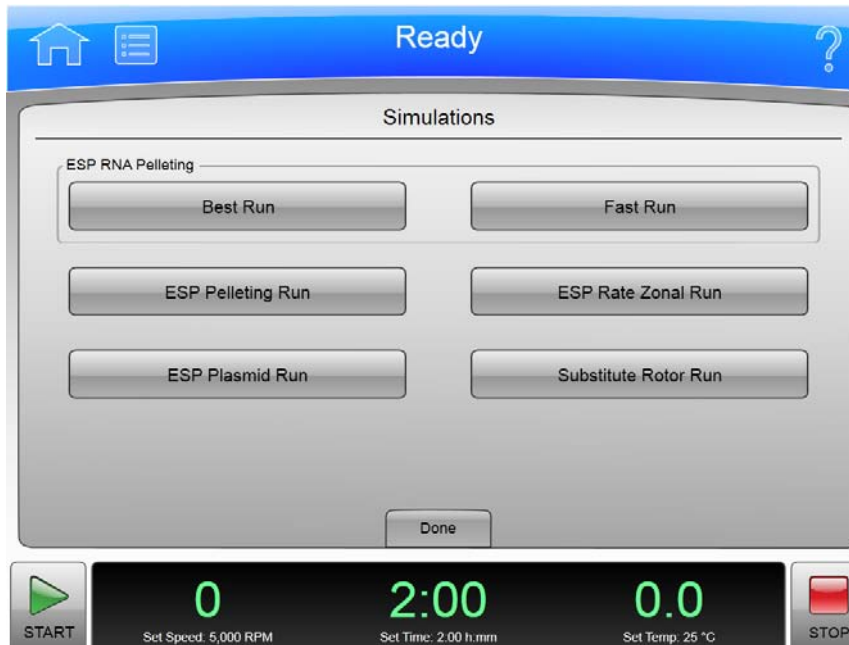 Ready
Simulations
ESP RNA Pelleting
Best Run Fast Run
ESP Pelleting Run ESP Rate Zonal Run
ESP Plasmid Run Substitute Rotor Run
Done
0 2:00 0.0
START Set Speed: 5,000 RPM Set Time: 2:00 h:mm Set Temp: 25 °C STOP